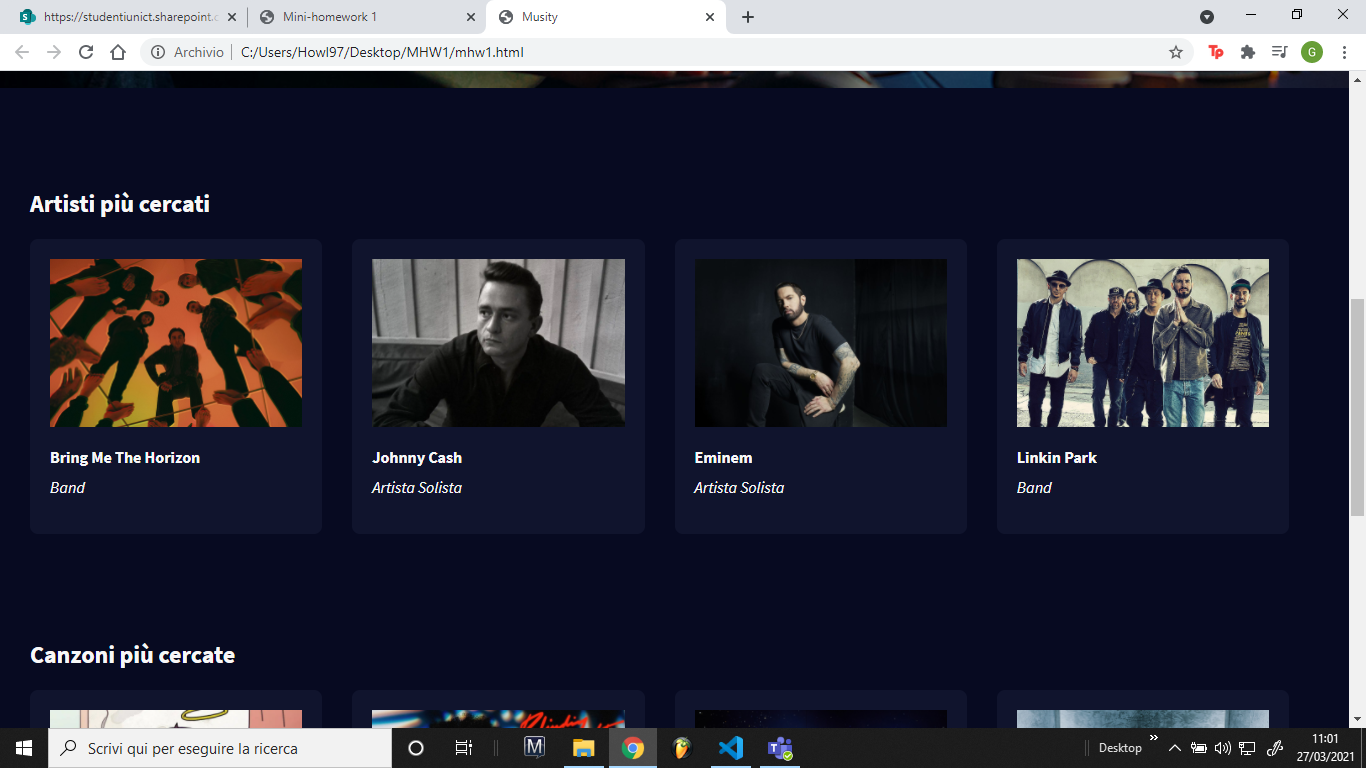 https://studentiunict.sharepoint.c
Mini-homework 1
Musity
Archivio
C:/Users/Howl97/Desktop/MHW1/mhw1.html
Tp
G
Artisti più cercati
Bring Me The Horizon
Band
Johnny Cash
Artista Solista
Eminem
Artista Solista
Linkin Park
Band
Canzoni più cercate
Blinding
Scrivi qui per eseguire la ricerca
M
Desktop
11:01
27/03/2021